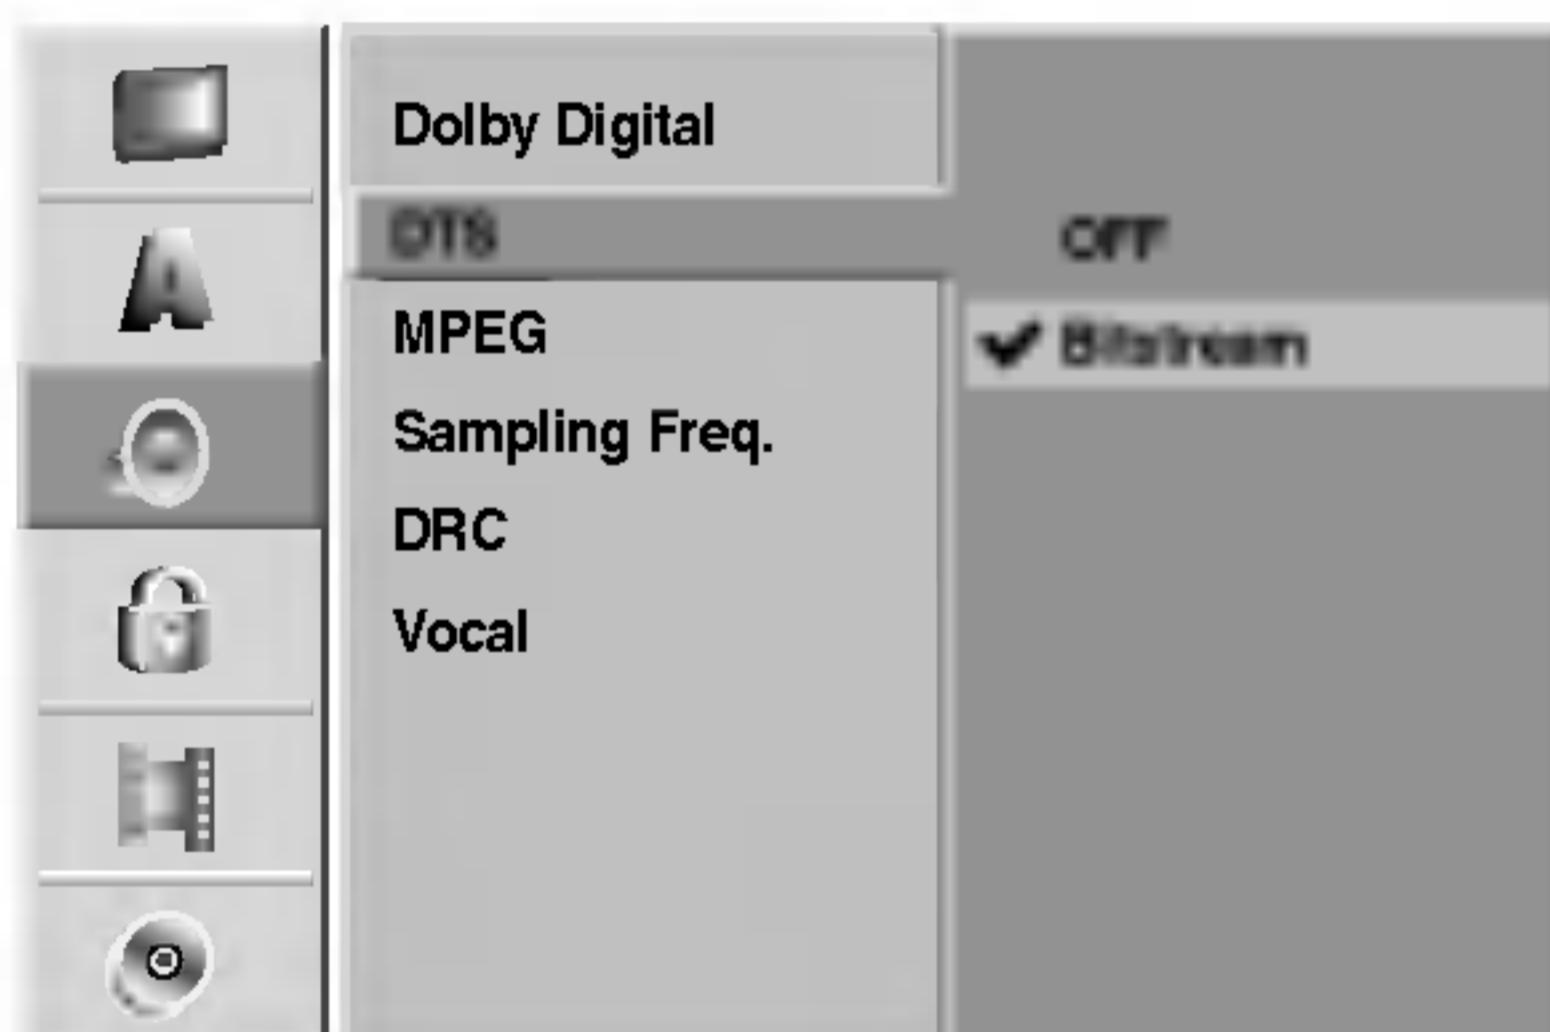 Dolby Digital
DTS
OFF
MPEG
Bitstream
Sampling Freq.
DRC
Vocal